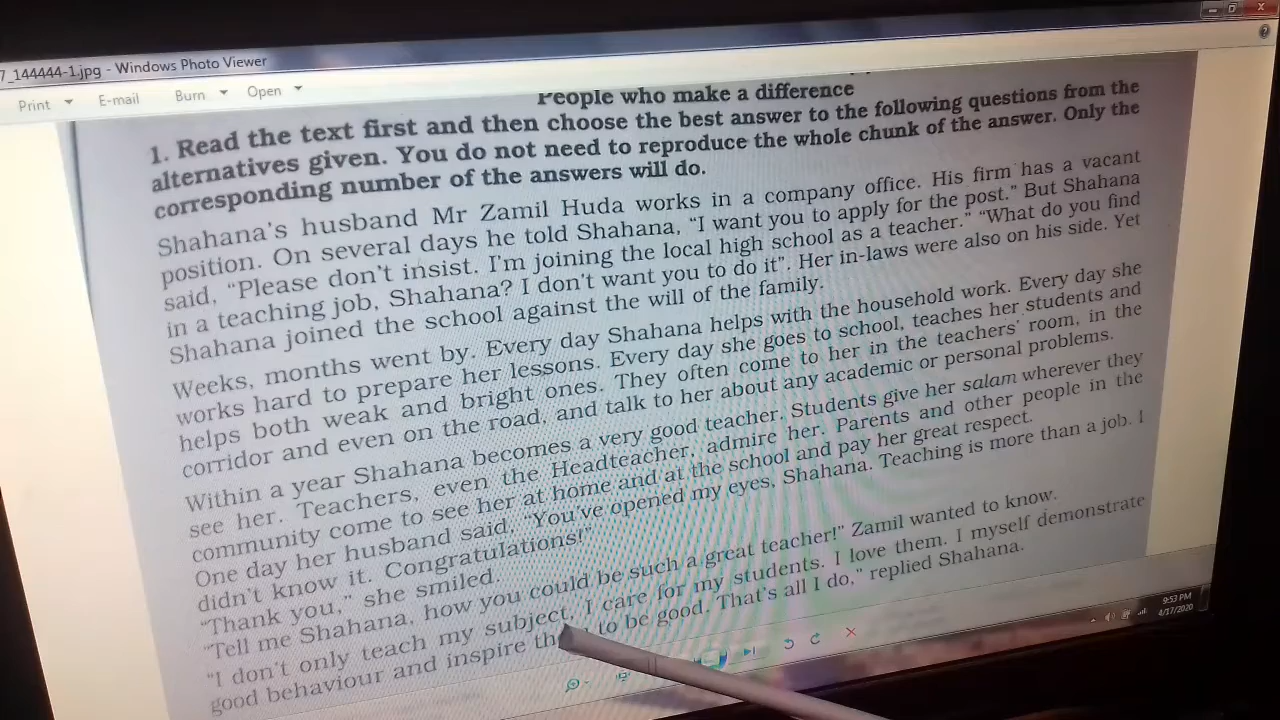 7_144444-1.jpg - Windows Photo Viewer
Print E-mail Burn Open
People who make a difference
1. Read the text first and then choose the best answer to the following questions from the
alternatives given. You do not need to reproduce the whole chunk of the answer. Only the
corresponding number of the answers will do.
Shahana's husband Mr Zamil Huda works in a company office. His firm has a vacant
position. On several days he told Shahana, "I want you to apply for the post." But Shahana
said, "Please don't insist. I'm joining the local high school as a teacher." "What do you find
in a teaching job, Shahana? I don't want you to do it". Her in-laws were also on his side. Yet
Shahana joined the school against the will of the family.
Weeks, months went by. Every day Shahana helps with the household work. Every day she
works hard to prepare her lessons. Every day she goes to school, teaches her students and
helps both weak and bright ones. They often come to her in the teachers' room, in the
corridor and even on the road, and talk to her about any academic or personal problems.
Within a year Shahana becomes a very good teacher. Students give her salam wherever they
see her. Teachers, even the Headteacher, admire her. Parents and other people in the
community come to see her at home and at the school and pay her great respect.
One day her husband said, "You've opened my eyes, Shahana. Teaching is more than a job. I
didn't know it. Congratulations!"
"Thank you," she smiled.
"Tell me Shahana, how you could be such a great teacher!" Zamil wanted to know.
"I don't only teach my subject, I care for my students. I love them. I myself demonstrate
good behaviour and inspire to be good. That's all I do," replied Shahana.
9:53 PM
4/17/2020